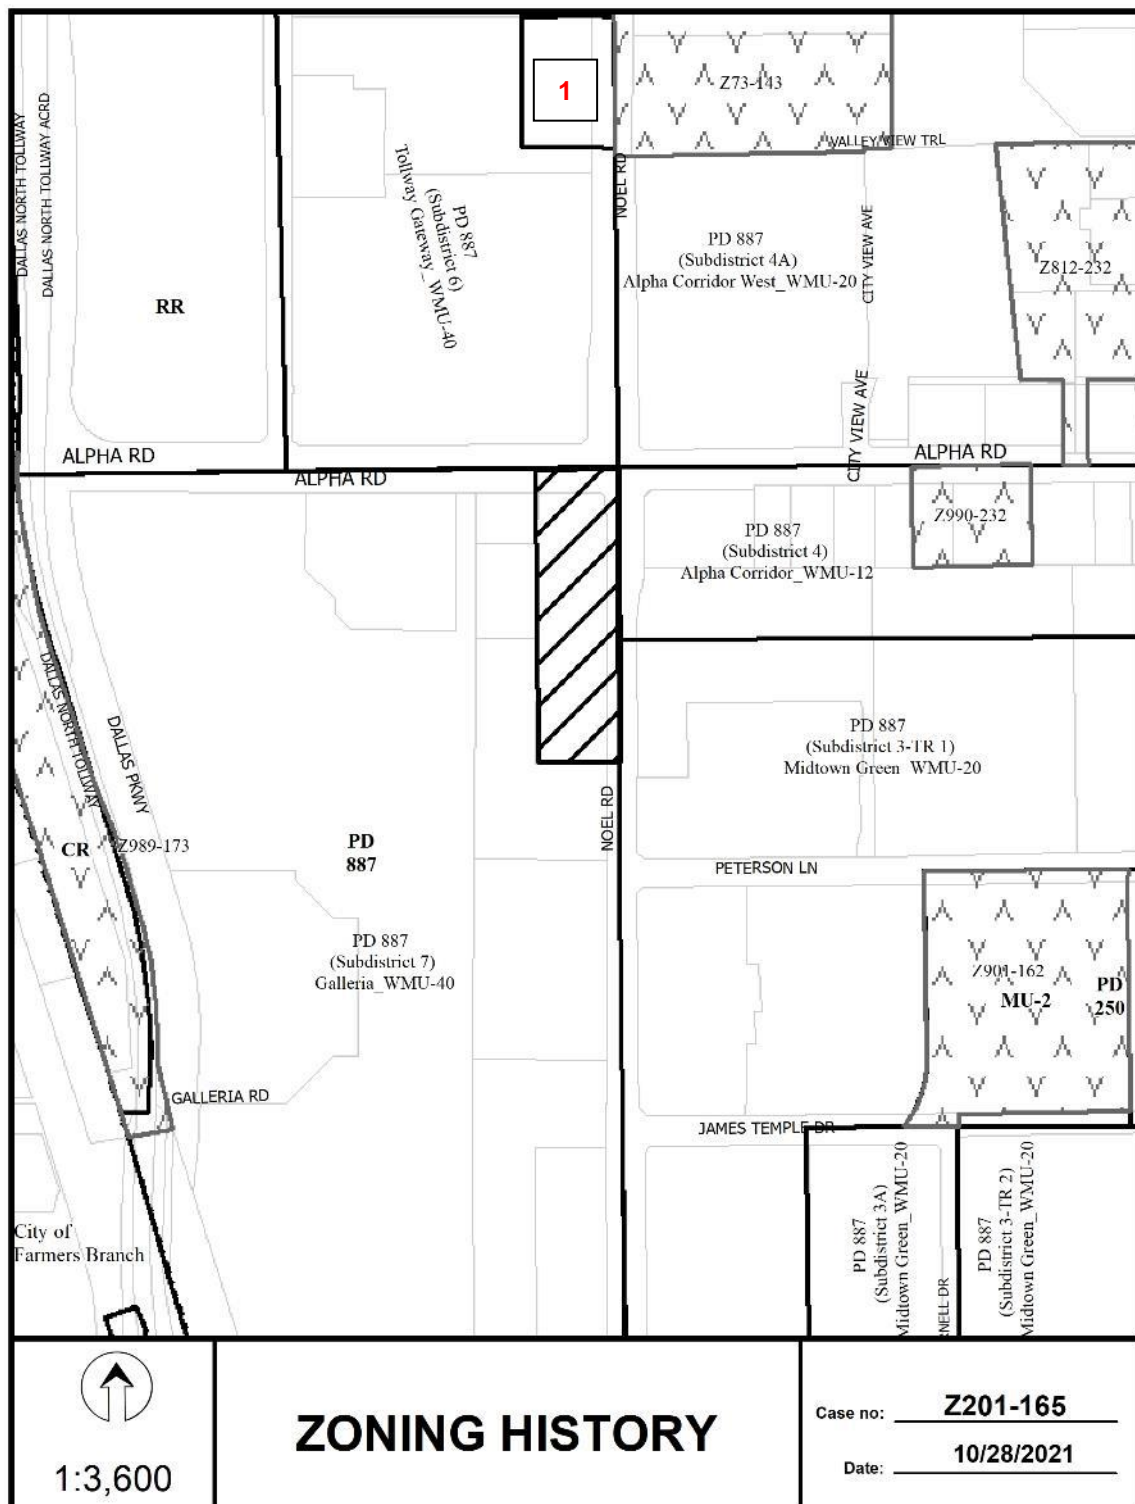 1
Z73-143
VALLEY VIEW TRL
DALLAS NORTH TOLLWAY
DALLAS NORTH TOLLWAY ACRD
NOEL RD
PD 887
(Subdistrict 6)
Tollway Gateway_ WMU-40
PD 887
(Subdistrict 4A)
Alpha Corridor West_WMU-20
CITY VIEW AVE
Z812-232
RR
CITY VIEW AVE
ALPHA RD
ALPHA RD
ALPHA RD
Z990-232
PD 887
(Subdistrict 4)
Alpha Corridor_WMU-12
DALLAS NORTH TOLLWAY
DALLAS PKWY
PD 887
(Subdistrict 3-TR 1)
Midtown Green WMU-20
NOEL RD
CR
Z989-173
PD
887
PETERSON LN
PD 887
(Subdistrict 7)
Galleria_WMU-40
Z901-162
MU-2
PD
250
GALLERIA RD
JAMES TEMPLE DR
PD 887
(Subdistrict 3A)
Midtown Green_WMU-20
PD 887
(Subdistrict 3-TR 2)
Midtown Green_WMU-20
NELL DR
City of
Farmers Branch
1:3,600
ZONING HISTORY
Case no: Z201-165
Date: 10/28/2021